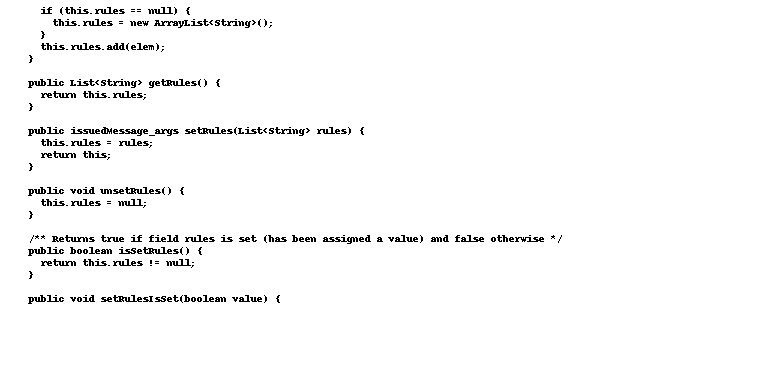 if (this.rules == null) {
this.rules = new ArrayList<String>();
}
this.rules.add(elem);
}
public List<String> getRules() {
return this.rules;
}
public issuedMessage_args setRules(List<String> rules) {
this.rules = rules;
return this;
}
public void unsetRules() {
this.rules = null;
}
/** Returns true if field rules is set (has been assigned a value) and false otherwise */
public boolean isSetRules() {
return this.rules != null;
}
public void setRulesIsSet(boolean value) {